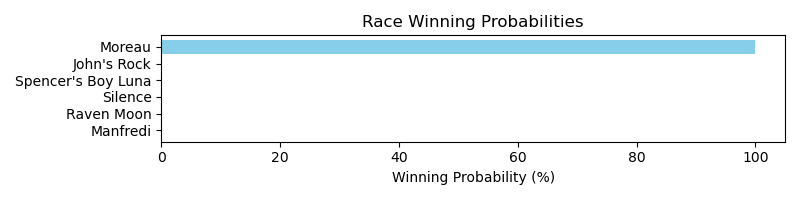 Race Winning Probabilities
Moreau
John's Rock
Spencer's Boy Luna
Silence
Raven Moon
Manfredi
0 20 40 60 80 100
Winning Probability (%)